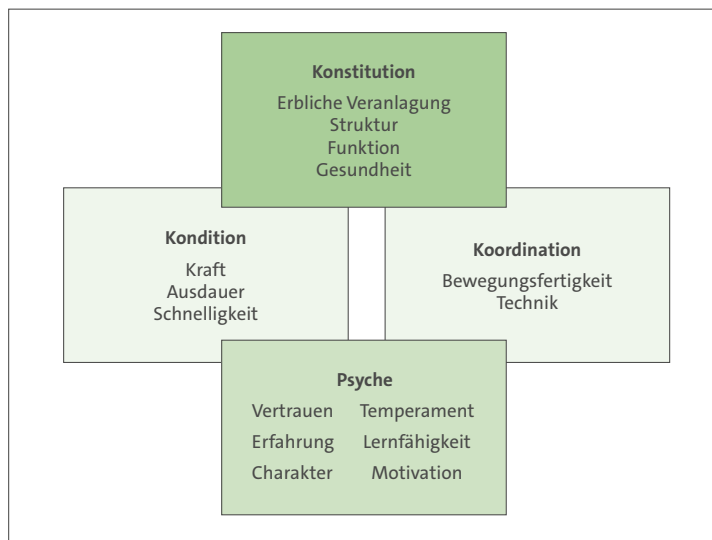 Konstitution
Erbliche Veranlagung
Struktur
Funktion
Gesundheit
Kondition
Kraft
Ausdauer
Schnelligkeit
Koordination
Bewegungsfertigkeit
Technik
Psyche
Vertrauen Temperament
Erfahrung Lernfähigkeit
Charakter Motivation